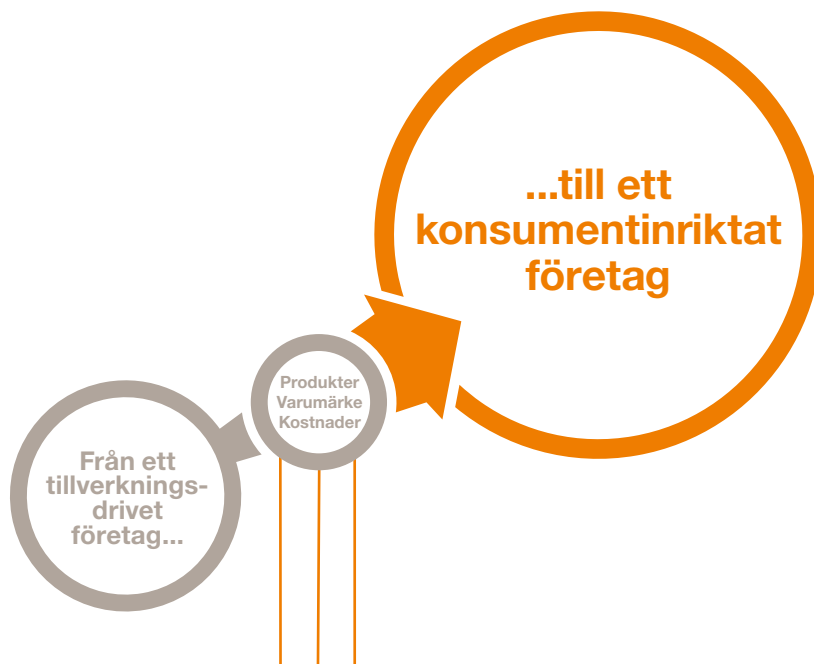 Från ett
tillverknings-
drivet
företag...
Produkter
Varumärke
Kostnader
...till ett
konsumentinriktat
företag